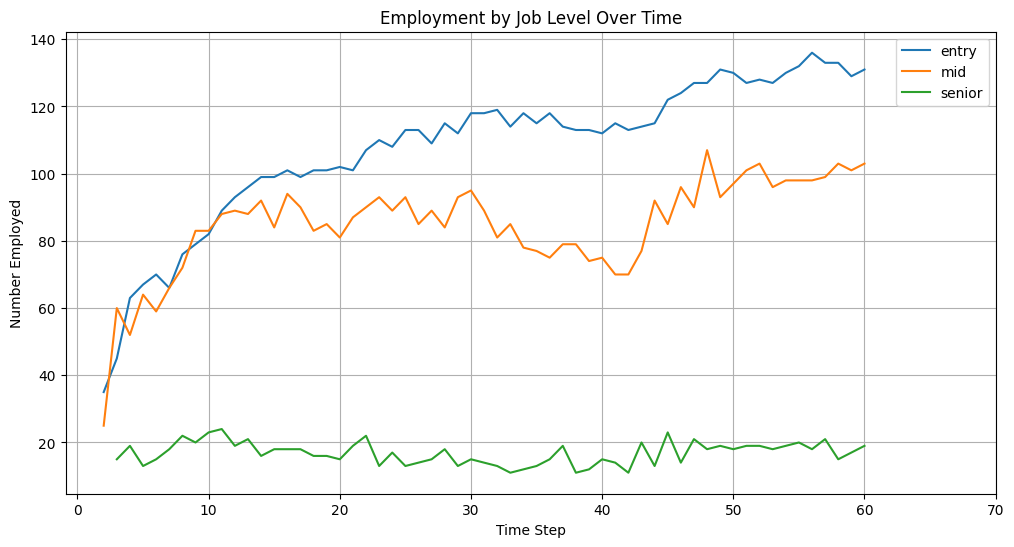 Employment by Job Level Over Time
140
120
100
80
60
40
20
Number Employed
entry
mid
senior
0 10 20 30 40 50 60 70
Time Step